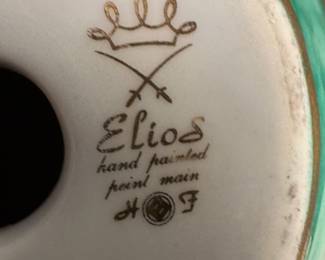 Elios
hand painted
peint main
H F